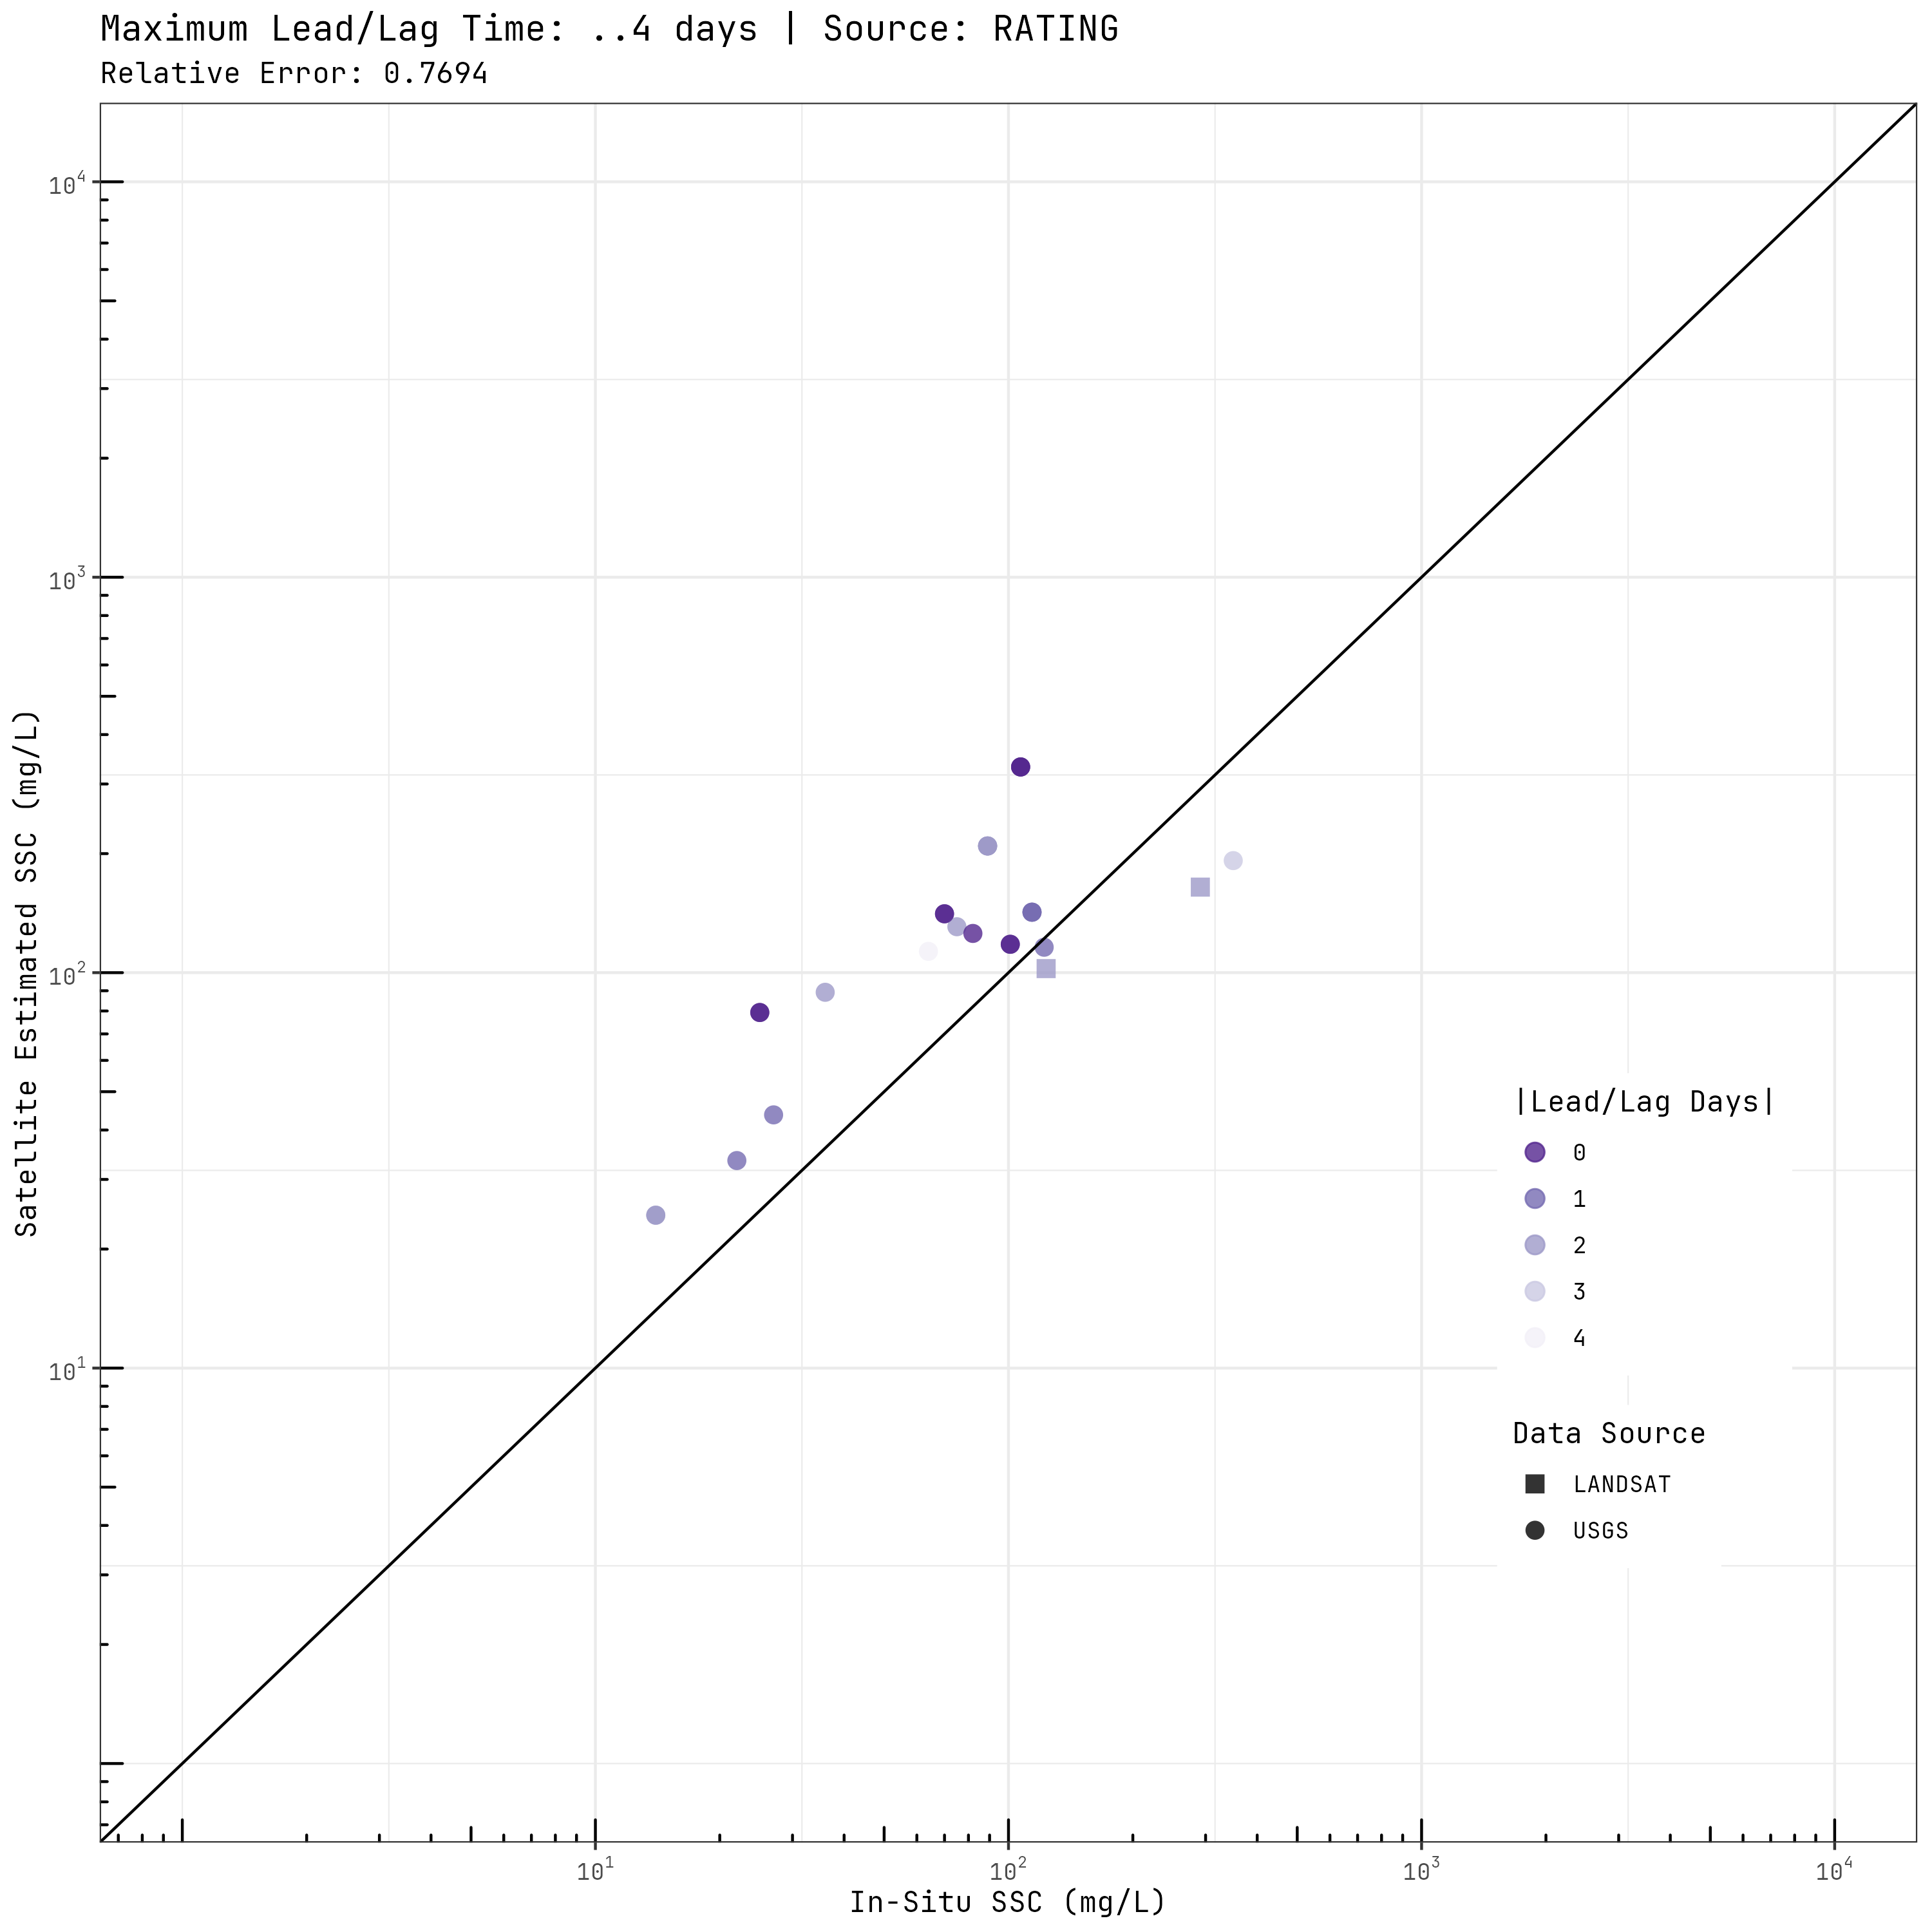 Maximum Lead/Lag Time: ..4 days | Source: RATING
Relative Error: 0.7694
Satellite Estimated SSC (mg/L)
10⁴
10³
10²
10¹
|Lead/Lag Days|
0
1
2
3
4
Data Source
LANDSAT
USGS
10¹ 10² 10³ 10⁴
In-Situ SSC (mg/L)